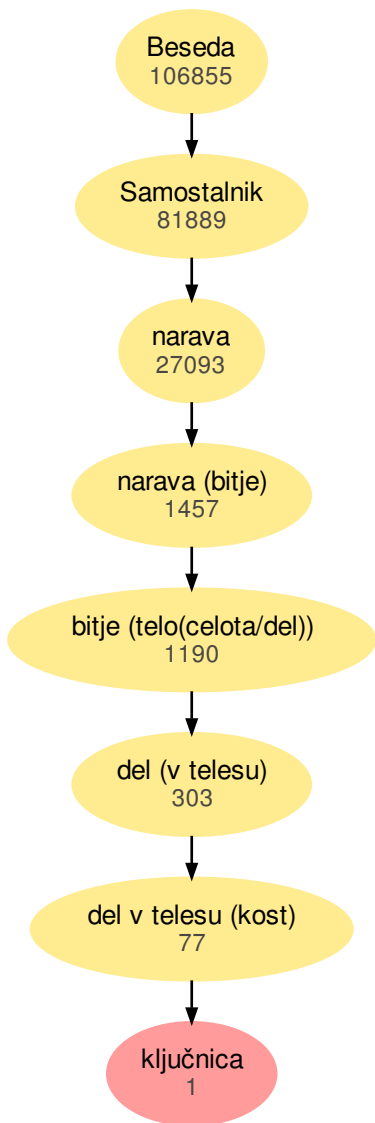 Beseda
106855
Samostalnik
81889
narava
27093
narava (bitje)
1457
bitje (telo(celota/del))
1190
del (v telesu)
303
del v telesu (kost)
77
ključnica
1